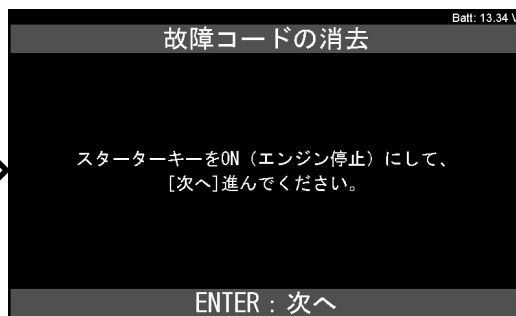 Batt: 13.34 V
故障コードの消去
スターターキーをON（エンジン停止）にして、
[次へ]進んでください。
ENTER：次へ